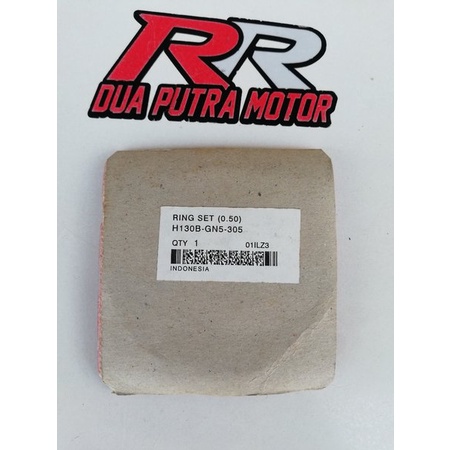 RR
DUA PUTRA MOTOR
RING SET (0.50)
H130B-GN5-305
QTY 1 01ILZ3
INDONESIA